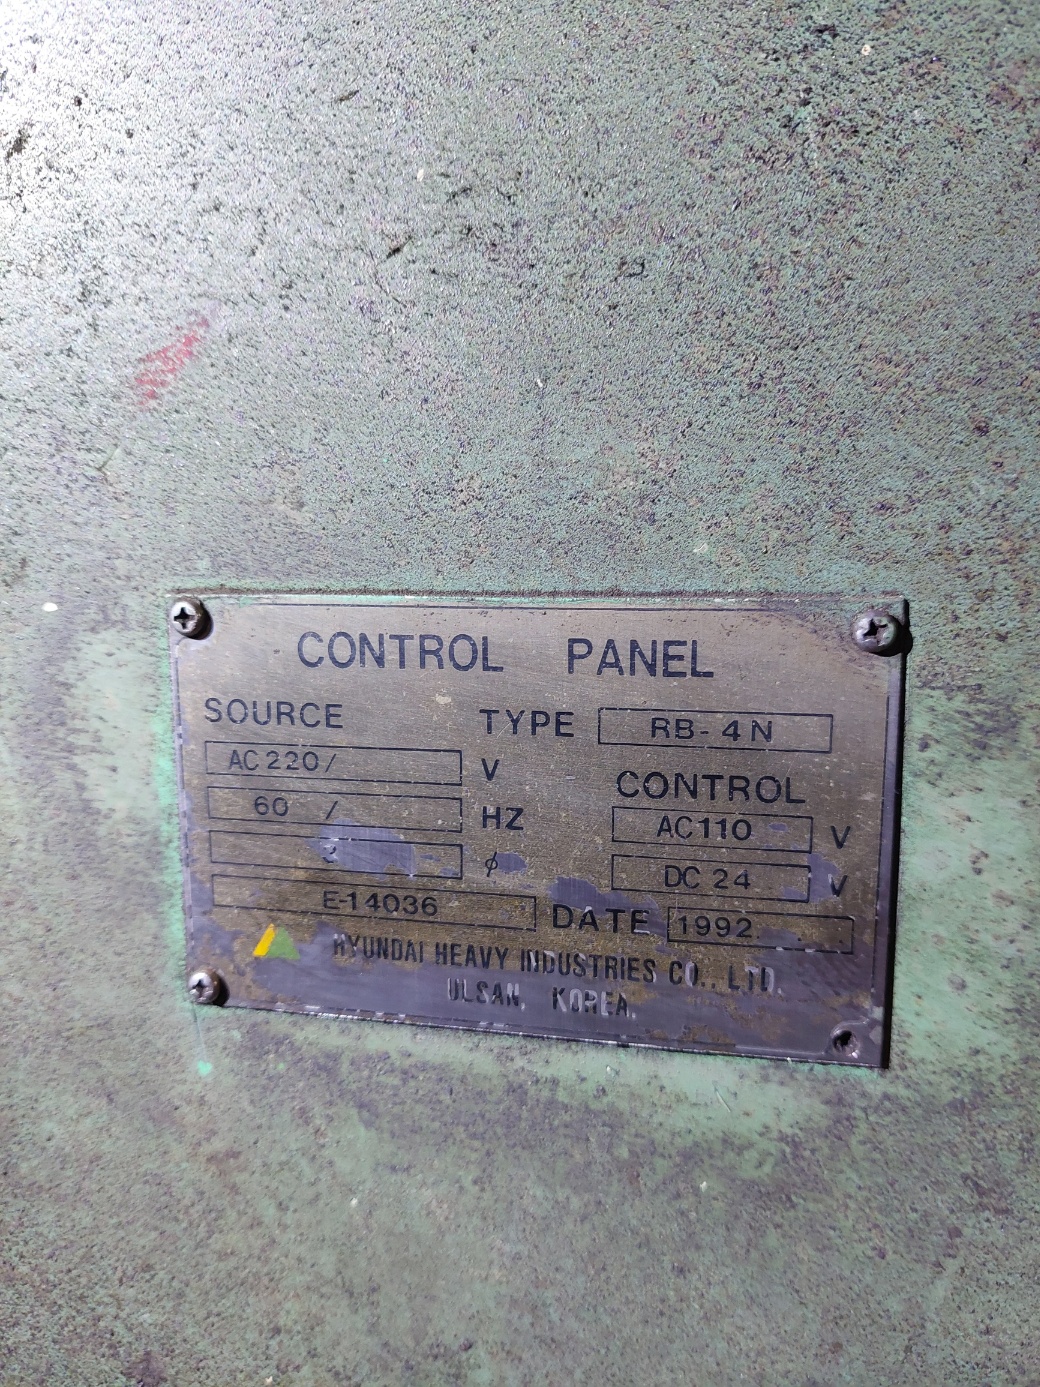 CONTROL PANEL
SOURCE
TYPE RB-4N
AC220/ V
60 / HZ
3 ϕ
CONTROL
AC110 V
DC 24 V
E-14036
DATE 1992
HYUNDAI HEAVY INDUSTRIES CO., LTD.
ULSAN, KOREA.